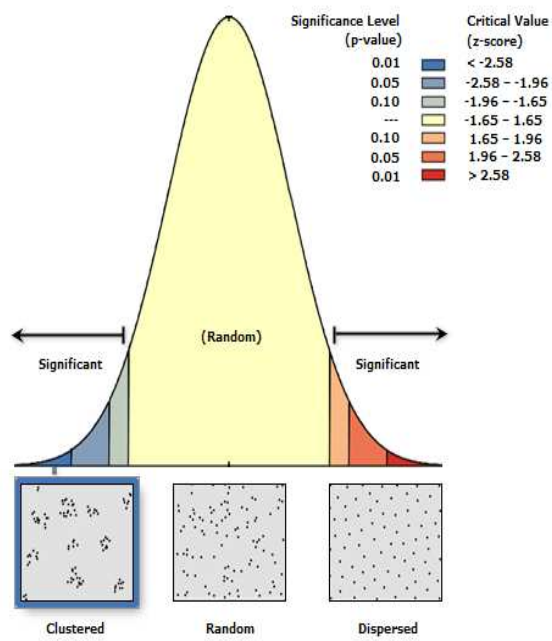 Significance Level Critical Value
(p-value) (z-score)
0.01 < -2.58
0.05 -2.58 – -1.96
0.10 -1.96 – -1.65
--- -1.65 – 1.65
0.10 1.65 – 1.96
0.05 1.96 – 2.58
0.01 > 2.58
(Random)
Significant Significant
Clustered Random Dispersed